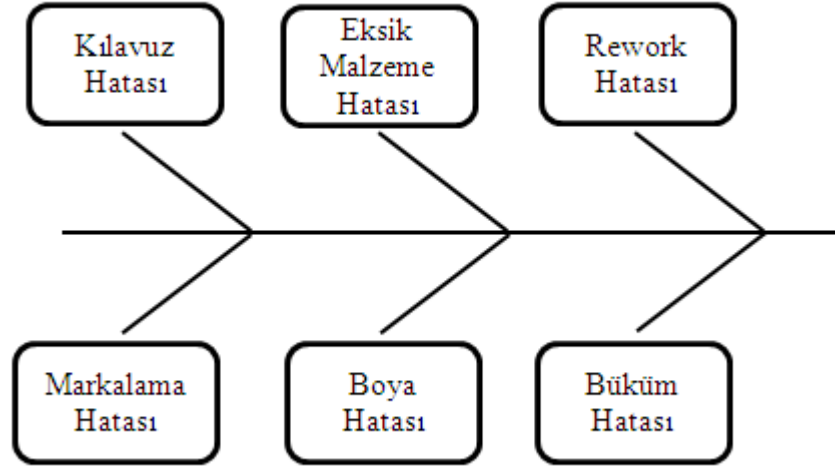 Kılavuz
Hatası
Eksik
Malzeme
Hatası
Rework
Hatası
Markalama
Hatası
Boya
Hatası
Büküm
Hatası